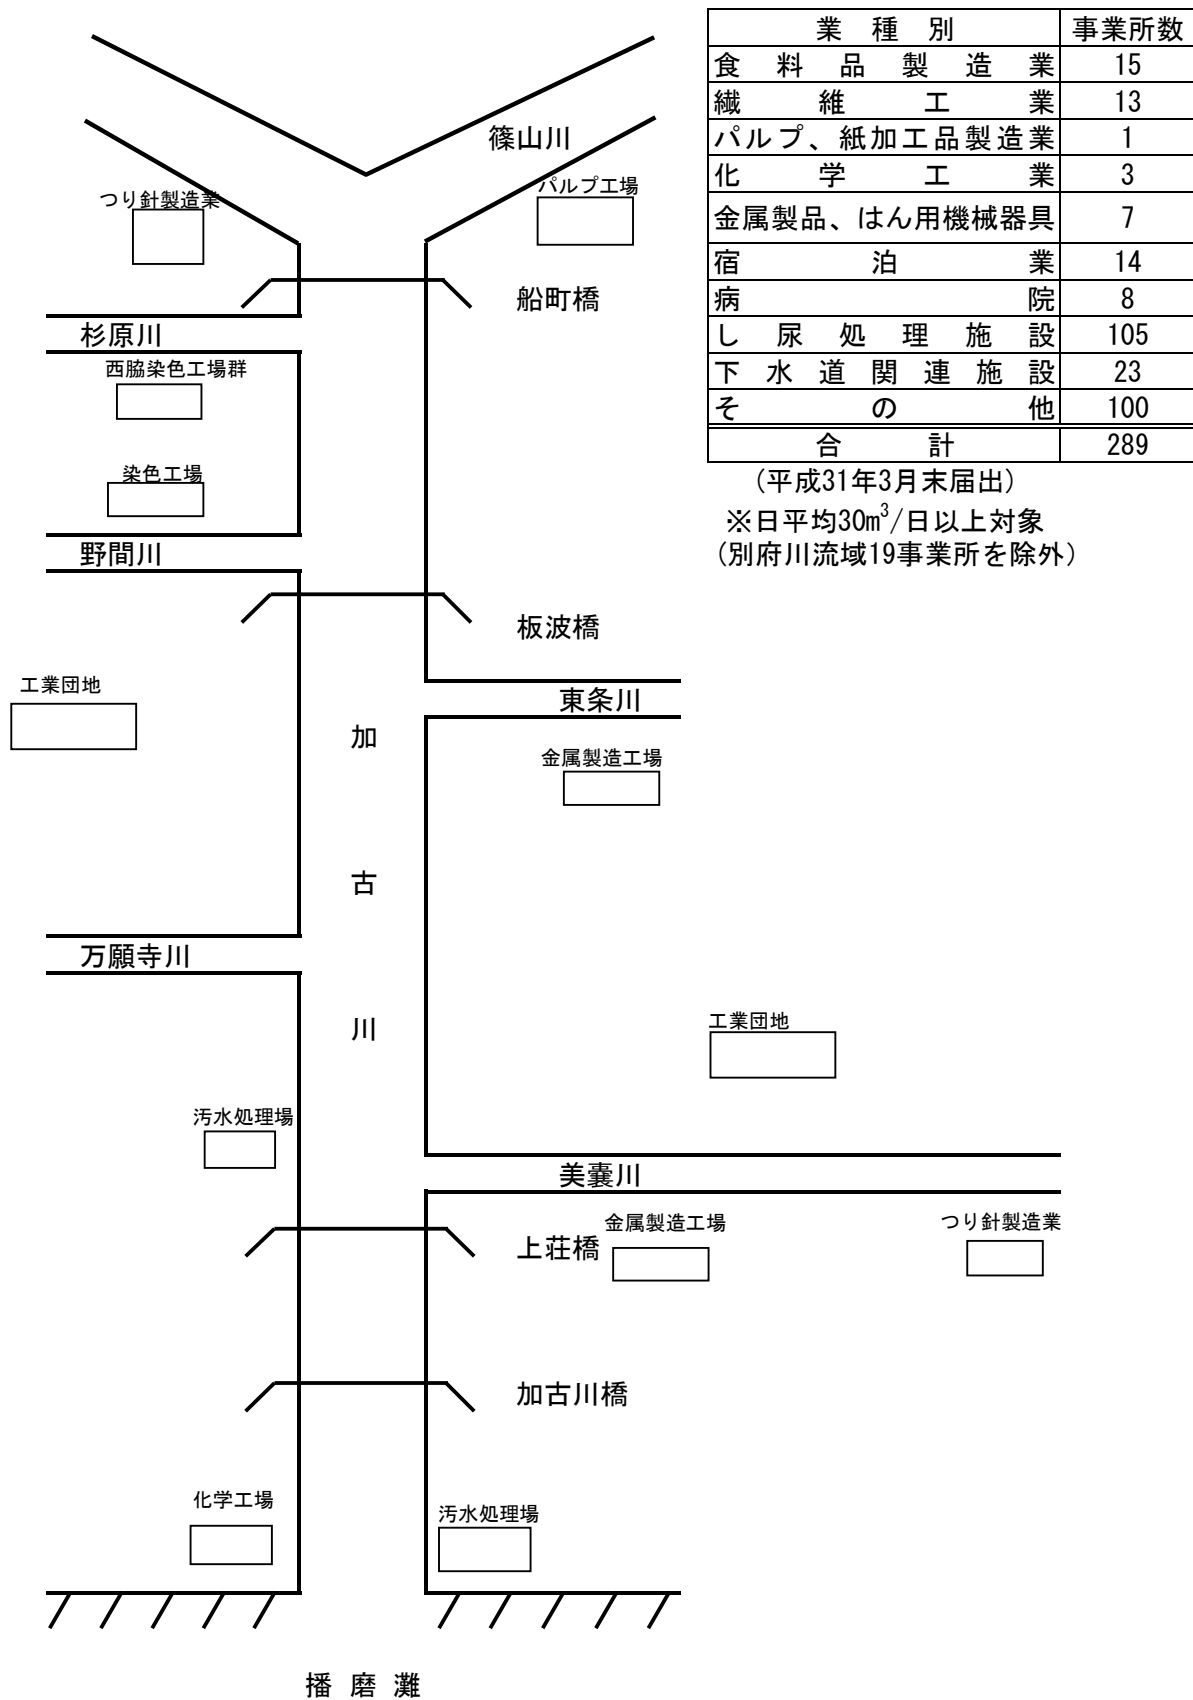 業種別 事業所数
食料品製造業 15
繊維工業 13
パルプ、紙加工品製造業 1
化学工業 3
金属製品、はん用機械器具 7
宿泊業 14
病院 8
し尿処理施設 105
下水道関連施設 23
その他 100
合計 289
(平成31年3月末届出)
※日平均30m³/日以上対象
(別府川流域19事業所を除外)
篠山川
つり針製造業
パルプ工場
船町橋
杉原川
西脇染色工場群
染色工場
野間川
板波橋
工業団地
東条川
加古川
金属製造工場
万願寺川
工業団地
汚水処理場
美嚢川
上荘橋
金属製造工場
つり針製造業
加古川橋
化学工場
汚水処理場
播磨灘